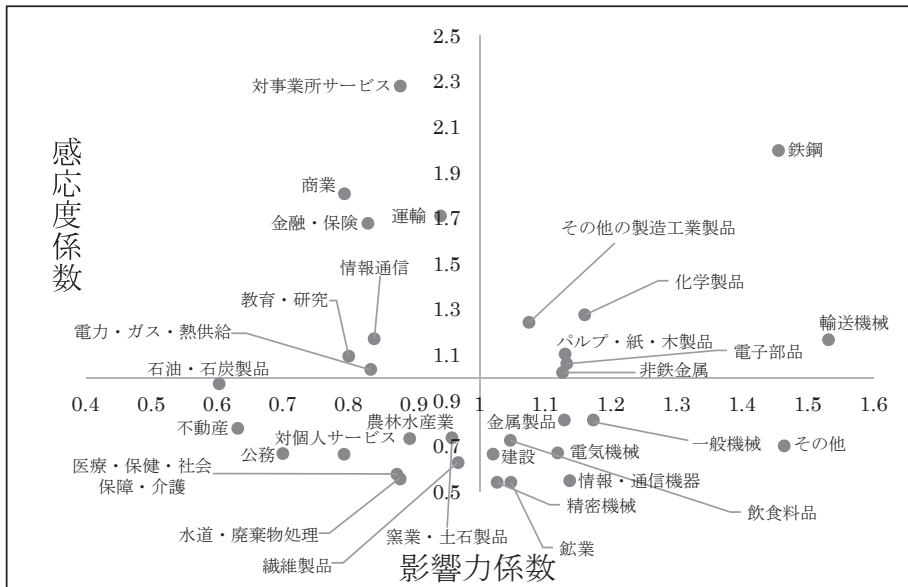 2.5
対事業所サービス
2.3
2.1
感応度係数
1.9
鉄鋼
商業
金融・保険
運輸
1.7
その他の製造工業製品
情報通信
1.5
教育・研究
化学製品
1.3
電力・ガス・熱供給
輸送機械
パルプ・紙・木製品
電子部品
1.1
石油・石炭製品
非鉄金属
0.4
0.5
0.6
0.7
0.8
0.9
0.9
1
1.1
1.2
1.3
1.4
1.5
1.6
不動産
農林水産業
対個人サービス
金属製品
一般機械
その他
0.7
公務
建設
電気機械
医療・保健・社会
保障・介護
0.5
情報・通信機器
精密機械
飲食料品
水道・廃棄物処理
窯業・土石製品
鉱業
繊維製品
影響力係数